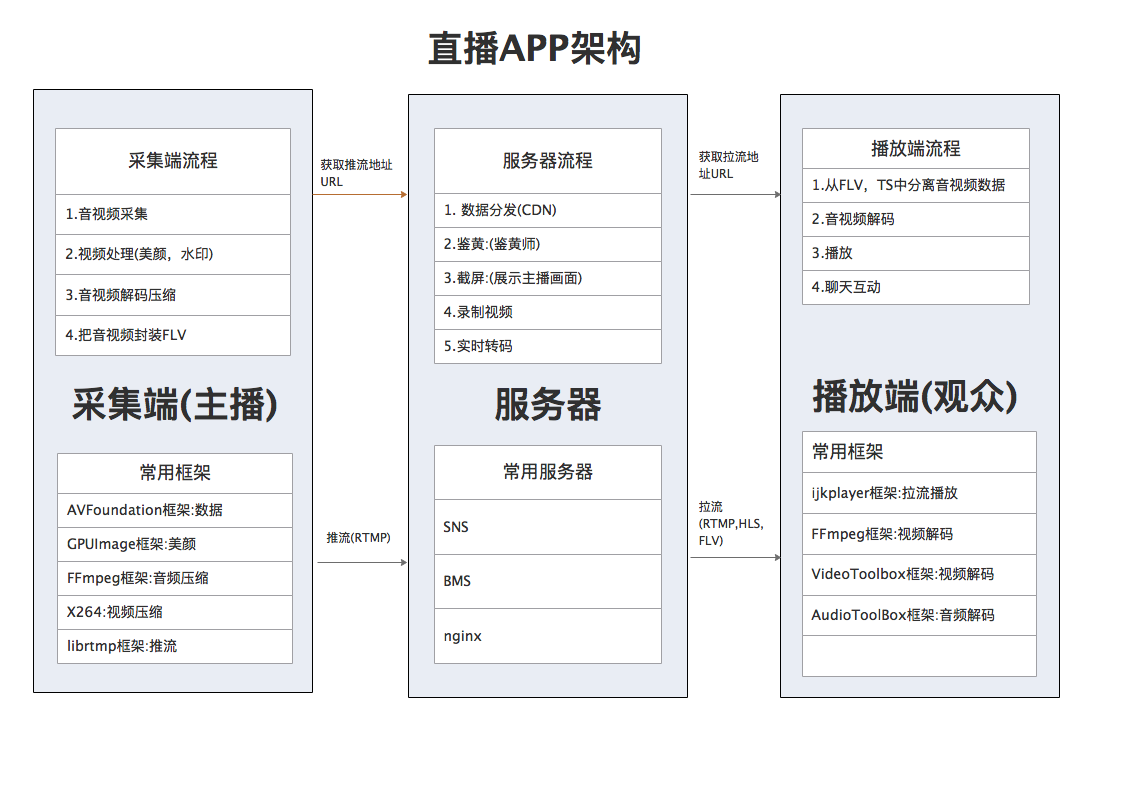 直播APP架构
采集端流程
1.音视频采集
2.视频处理(美颜，水印)
3.音视频解码压缩
4.把音视频封装FLV
采集端(主播)
常用框架
AVFoundation框架:数据
GPUImage框架:美颜
FFmpeg框架:音频压缩
X264:视频压缩
librtmp框架:推流
获取推流地址
URL
推流(RTMP)
服务器流程
1. 数据分发(CDN)
2.鉴黄:(鉴黄师)
3.截屏:(展示主播画面)
4.录制视频
5.实时转码
服务器
常用服务器
SNS
BMS
nginx
获取拉流地
址URL
拉流
(RTMP,HLS,
FLV)
播放端流程
1.从FLV，TS中分离音视频数据
2.音视频解码
3.播放
4.聊天互动
播放端(观众)
常用框架
ijkplayer框架:拉流播放
FFmpeg框架:视频解码
VideoToolbox框架:视频解码
AudioToolBox框架:音频解码